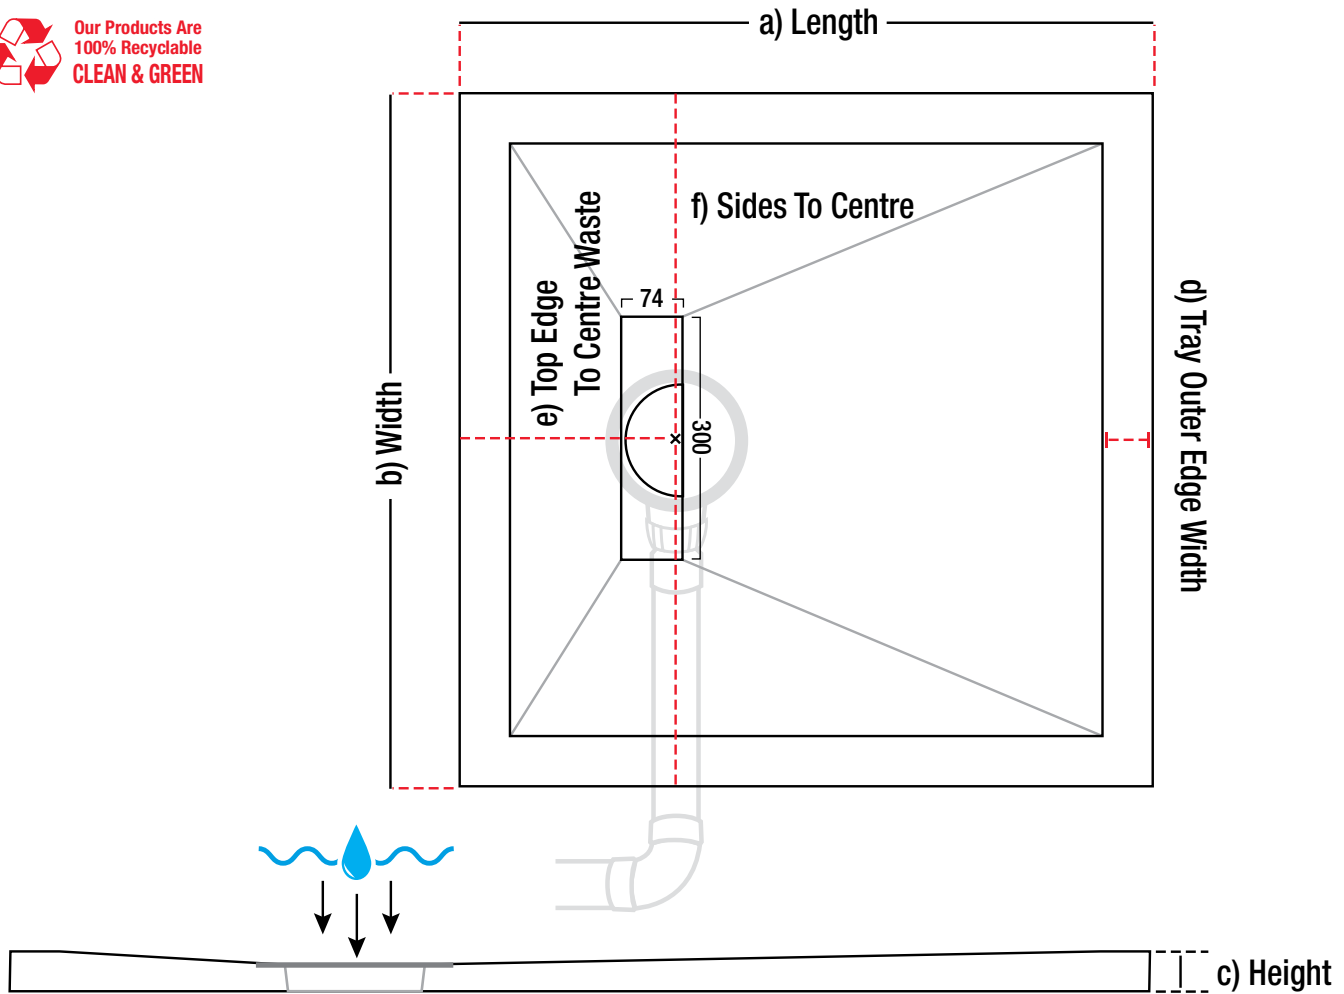 Our Products Are
100% Recyclable
CLEAN & GREEN
a) Length
f) Sides To Centre
e) Top Edge
To Centre Waste
74
300
b) Width
d) Tray Outer Edge Width
c) Height